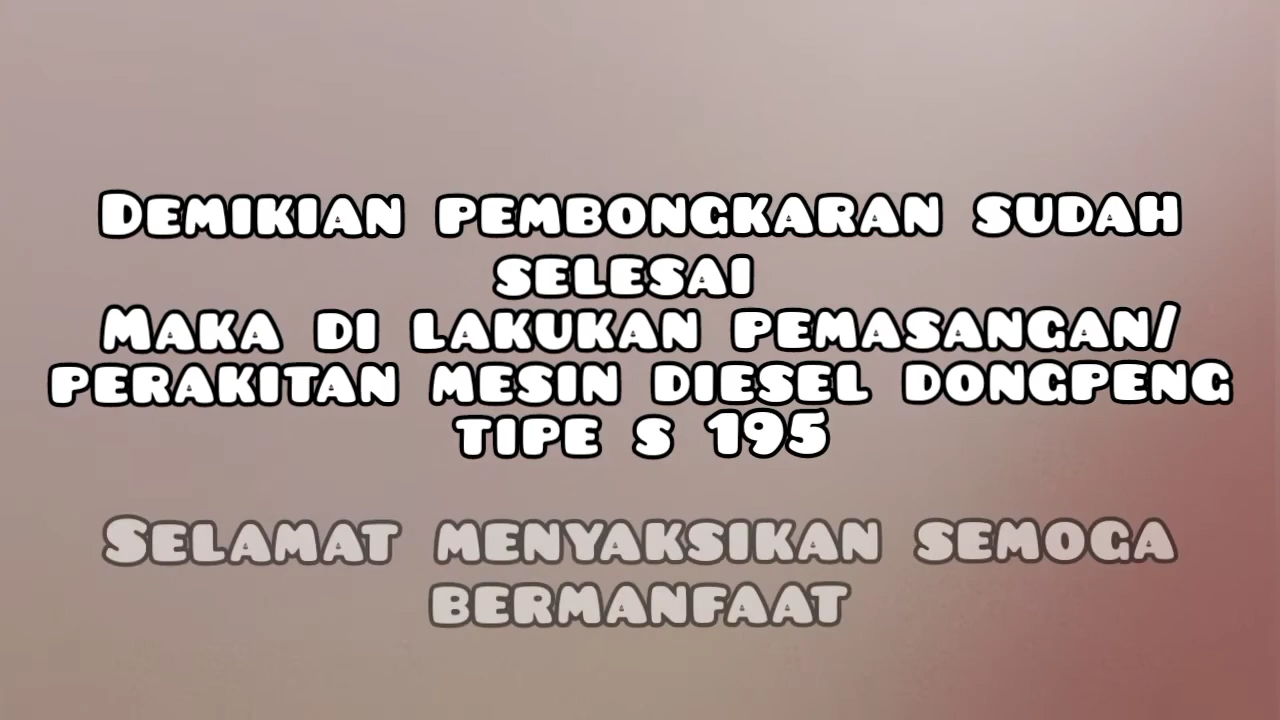 Demikian pembongkaran sudah
selesai
Maka di lakukan pemasangan/
perakitan mesin diesel dongpeng
tipe s 195
Selamat menyaksikan semoga
bermanfaat